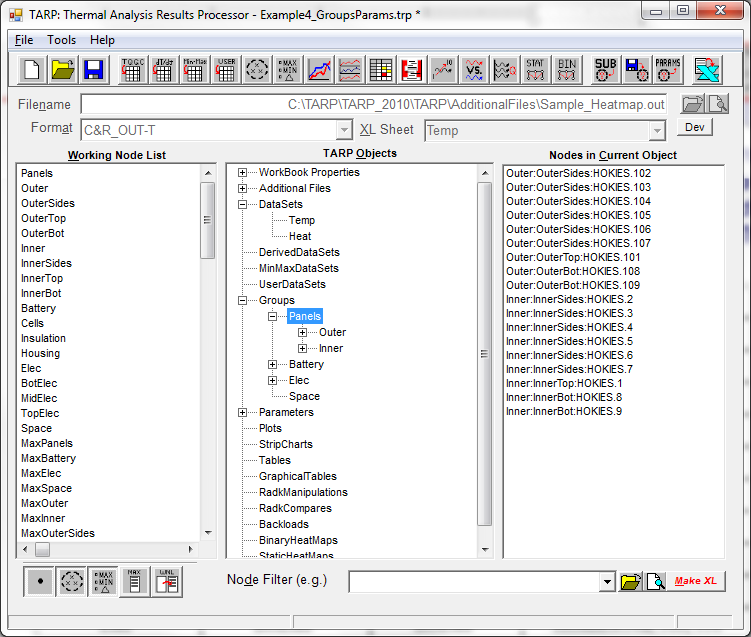 TARP: Thermal Analysis Results Processor - Example4_GroupsParams.trp *
File Tools Help
TQGC dT/dt Min-Max USER MAX MIN VS. STAT BIN SUB PARAMS
Filename C:\TARP\TARP_2010\TARP\AdditionalFiles\Sample_Heatmap.out
Format C&R_OUT-T XL Sheet Temp Dev
Working Node List
Panels
Outer
OuterSides
OuterTop
OuterBot
Inner
InnerSides
InnerTop
InnerBot
Battery
Cells
Insulation
Housing
Elec
BotElec
MidElec
TopElec
Space
MaxPanels
MaxBattery
MaxElec
MaxSpace
MaxOuter
MaxInner
MaxOuterSides
TARP Objects
WorkBook Properties
Additional Files
DataSets
Temp
Heat
DerivedDataSets
MinMaxDataSets
UserDataSets
Groups
Panels
Outer
Inner
Battery
Elec
Space
Parameters
Plots
StripCharts
Tables
GraphicalTables
RadkManipulations
RadkCompares
Backloads
BinaryHeatMaps
StaticHeatMaps
Nodes in Current Object
Outer:OuterSides:HOKIES.102
Outer:OuterSides:HOKIES.103
Outer:OuterSides:HOKIES.104
Outer:OuterSides:HOKIES.105
Outer:OuterSides:HOKIES.106
Outer:OuterSides:HOKIES.107
Outer:OuterTop:HOKIES.101
Outer:OuterBot:HOKIES.108
Outer:OuterBot:HOKIES.109
Inner:InnerSides:HOKIES.2
Inner:InnerSides:HOKIES.3
Inner:InnerSides:HOKIES.4
Inner:InnerSides:HOKIES.5
Inner:InnerSides:HOKIES.6
Inner:InnerSides:HOKIES.7
Inner:InnerTop:HOKIES.1
Inner:InnerBot:HOKIES.8
Inner:InnerBot:HOKIES.9
MAX MIN MAX WNL Node Filter (e.g.) Make XL